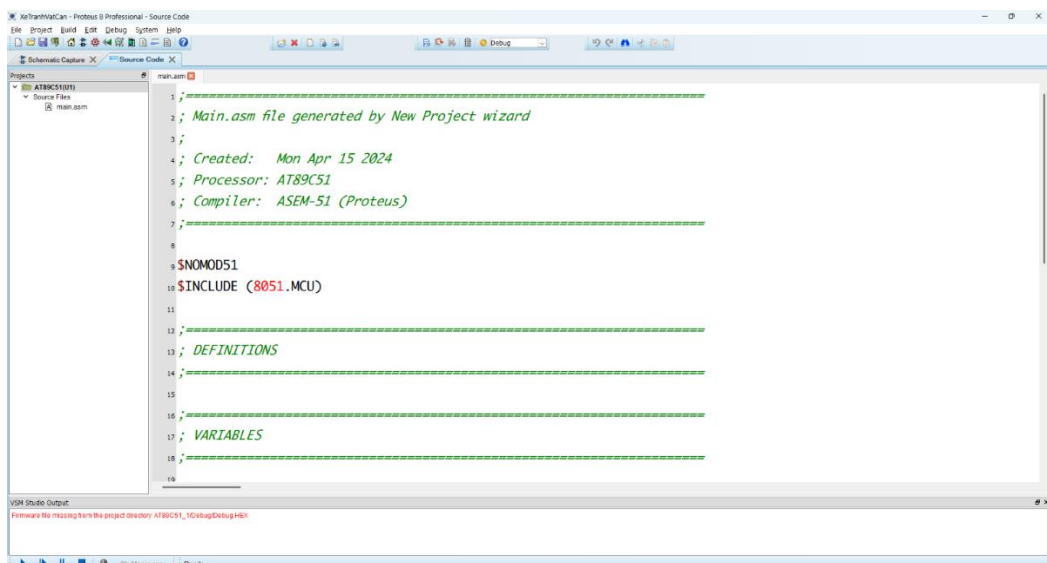 XeTranhVatCan - Proteus 8 Professional - Source Code
File Project Build Edit Debug System Help
Debug
Schematic Capture X Source Code X
Projects
main.asm
AT89C51(U1)
Source Files
main.asm
1 ;====================================================================
2 ; Main.asm file generated by New Project wizard
3 ;
4 ; Created:   Mon Apr 15 2024
5 ; Processor: AT89C51
6 ; Compiler:  ASEM-51 (Proteus)
7 ;====================================================================
8
9 $NOMOD51
10 $INCLUDE (8051.MCU)
11
12 ;====================================================================
13 ; DEFINITIONS
14 ;====================================================================
15
16 ;====================================================================
17 ; VARIABLES
18 ;====================================================================
19
VSM Studio Output
Firmware file missing from the project directory AT89C51_1/Debug/Debug.HEX